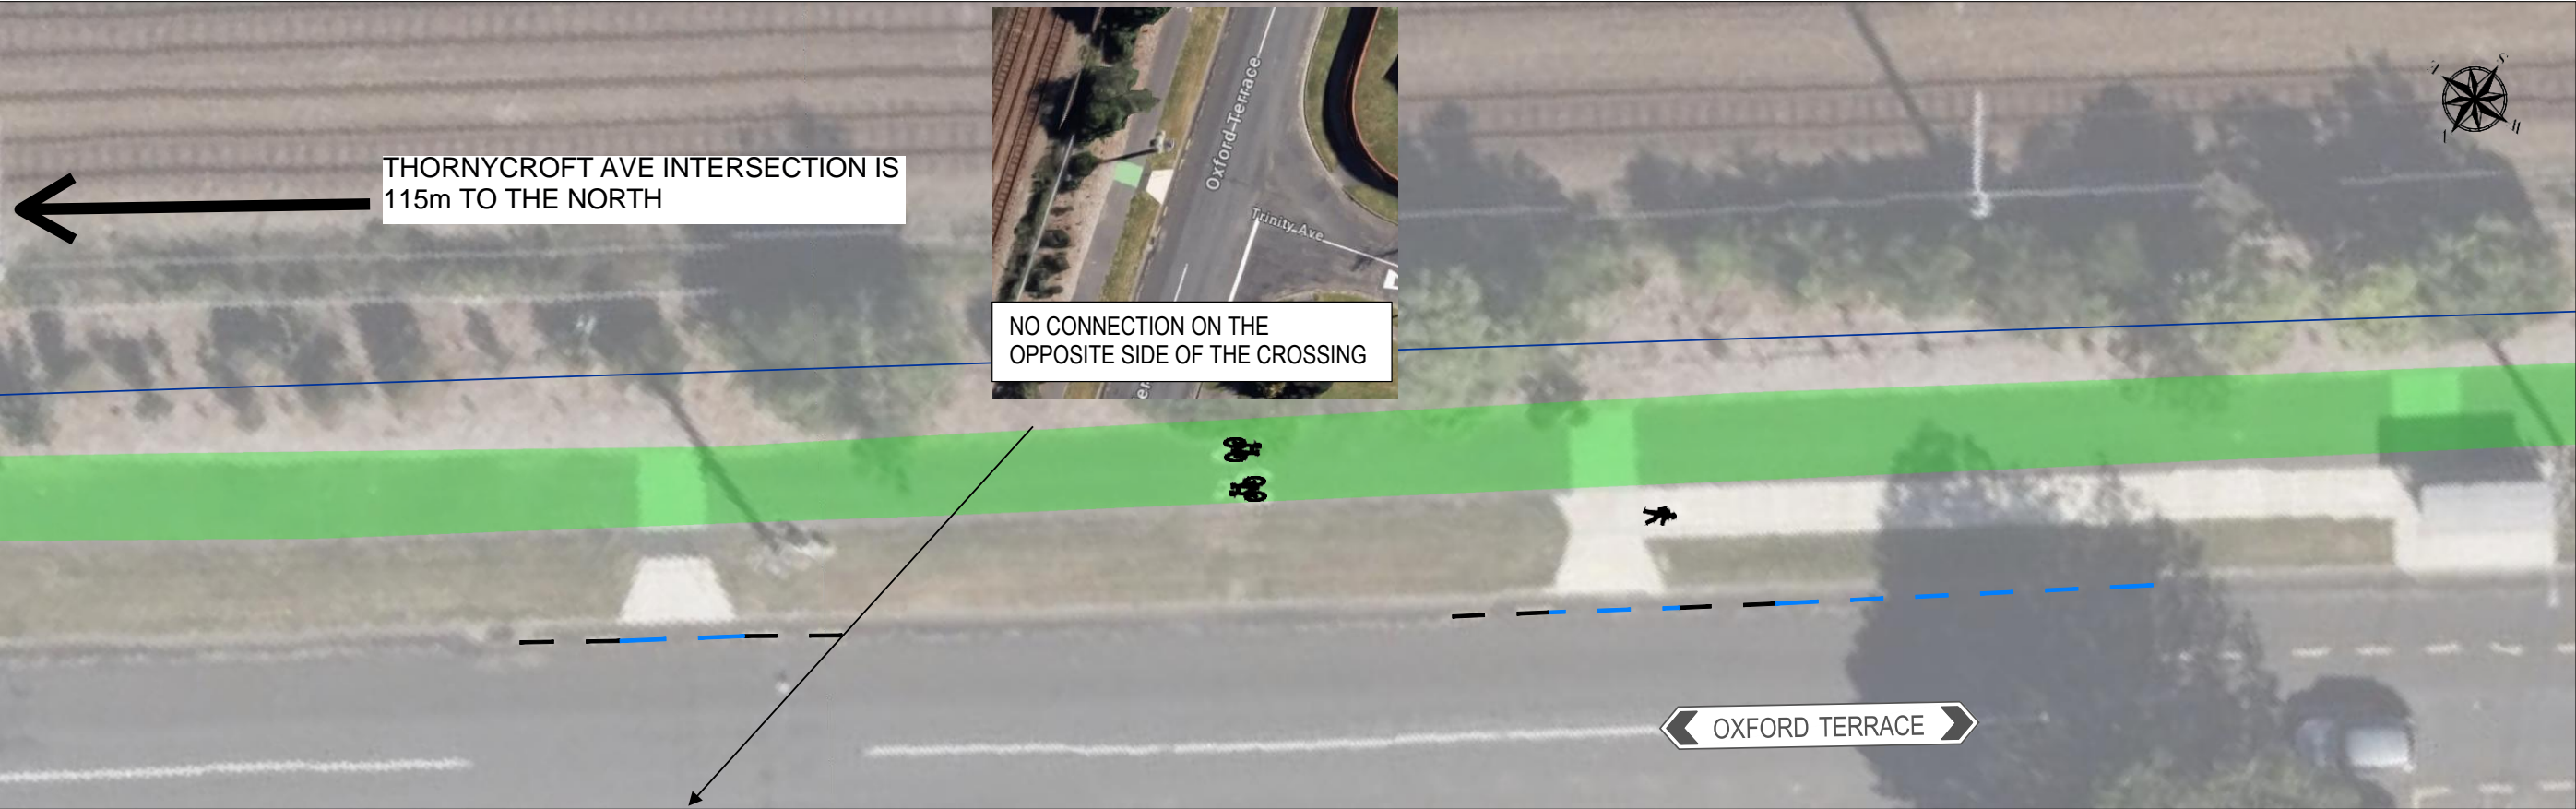 THORNYCROFT AVE INTERSECTION IS
115m TO THE NORTH
Oxford Terrace
Trinity Ave
NO CONNECTION ON THE
OPPOSITE SIDE OF THE CROSSING
er
OXFORD TERRACE